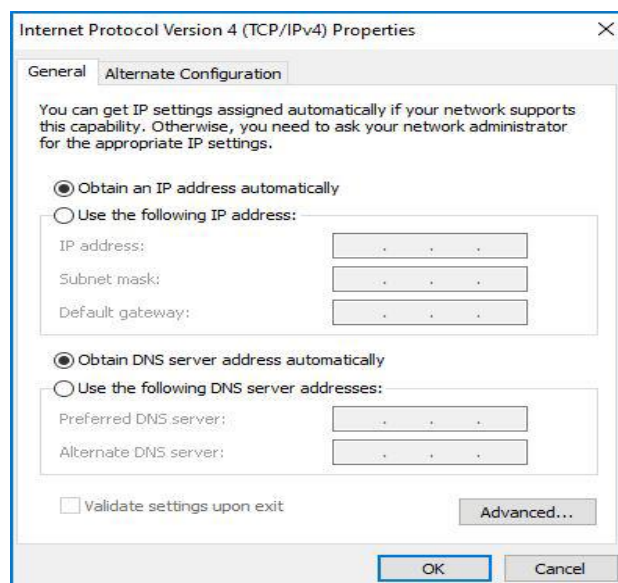 Internet Protocol Version 4 (TCP/IPv4) Properties
General
Alternate Configuration
You can get IP settings assigned automatically if your network supports
this capability. Otherwise, you need to ask your network administrator
for the appropriate IP settings.
Obtain an IP address automatically
Use the following IP address:
IP address:
Subnet mask:
Default gateway:
Obtain DNS server address automatically
Use the following DNS server addresses:
Preferred DNS server:
Alternate DNS server:
Validate settings upon exit
Advanced...
OK
Cancel